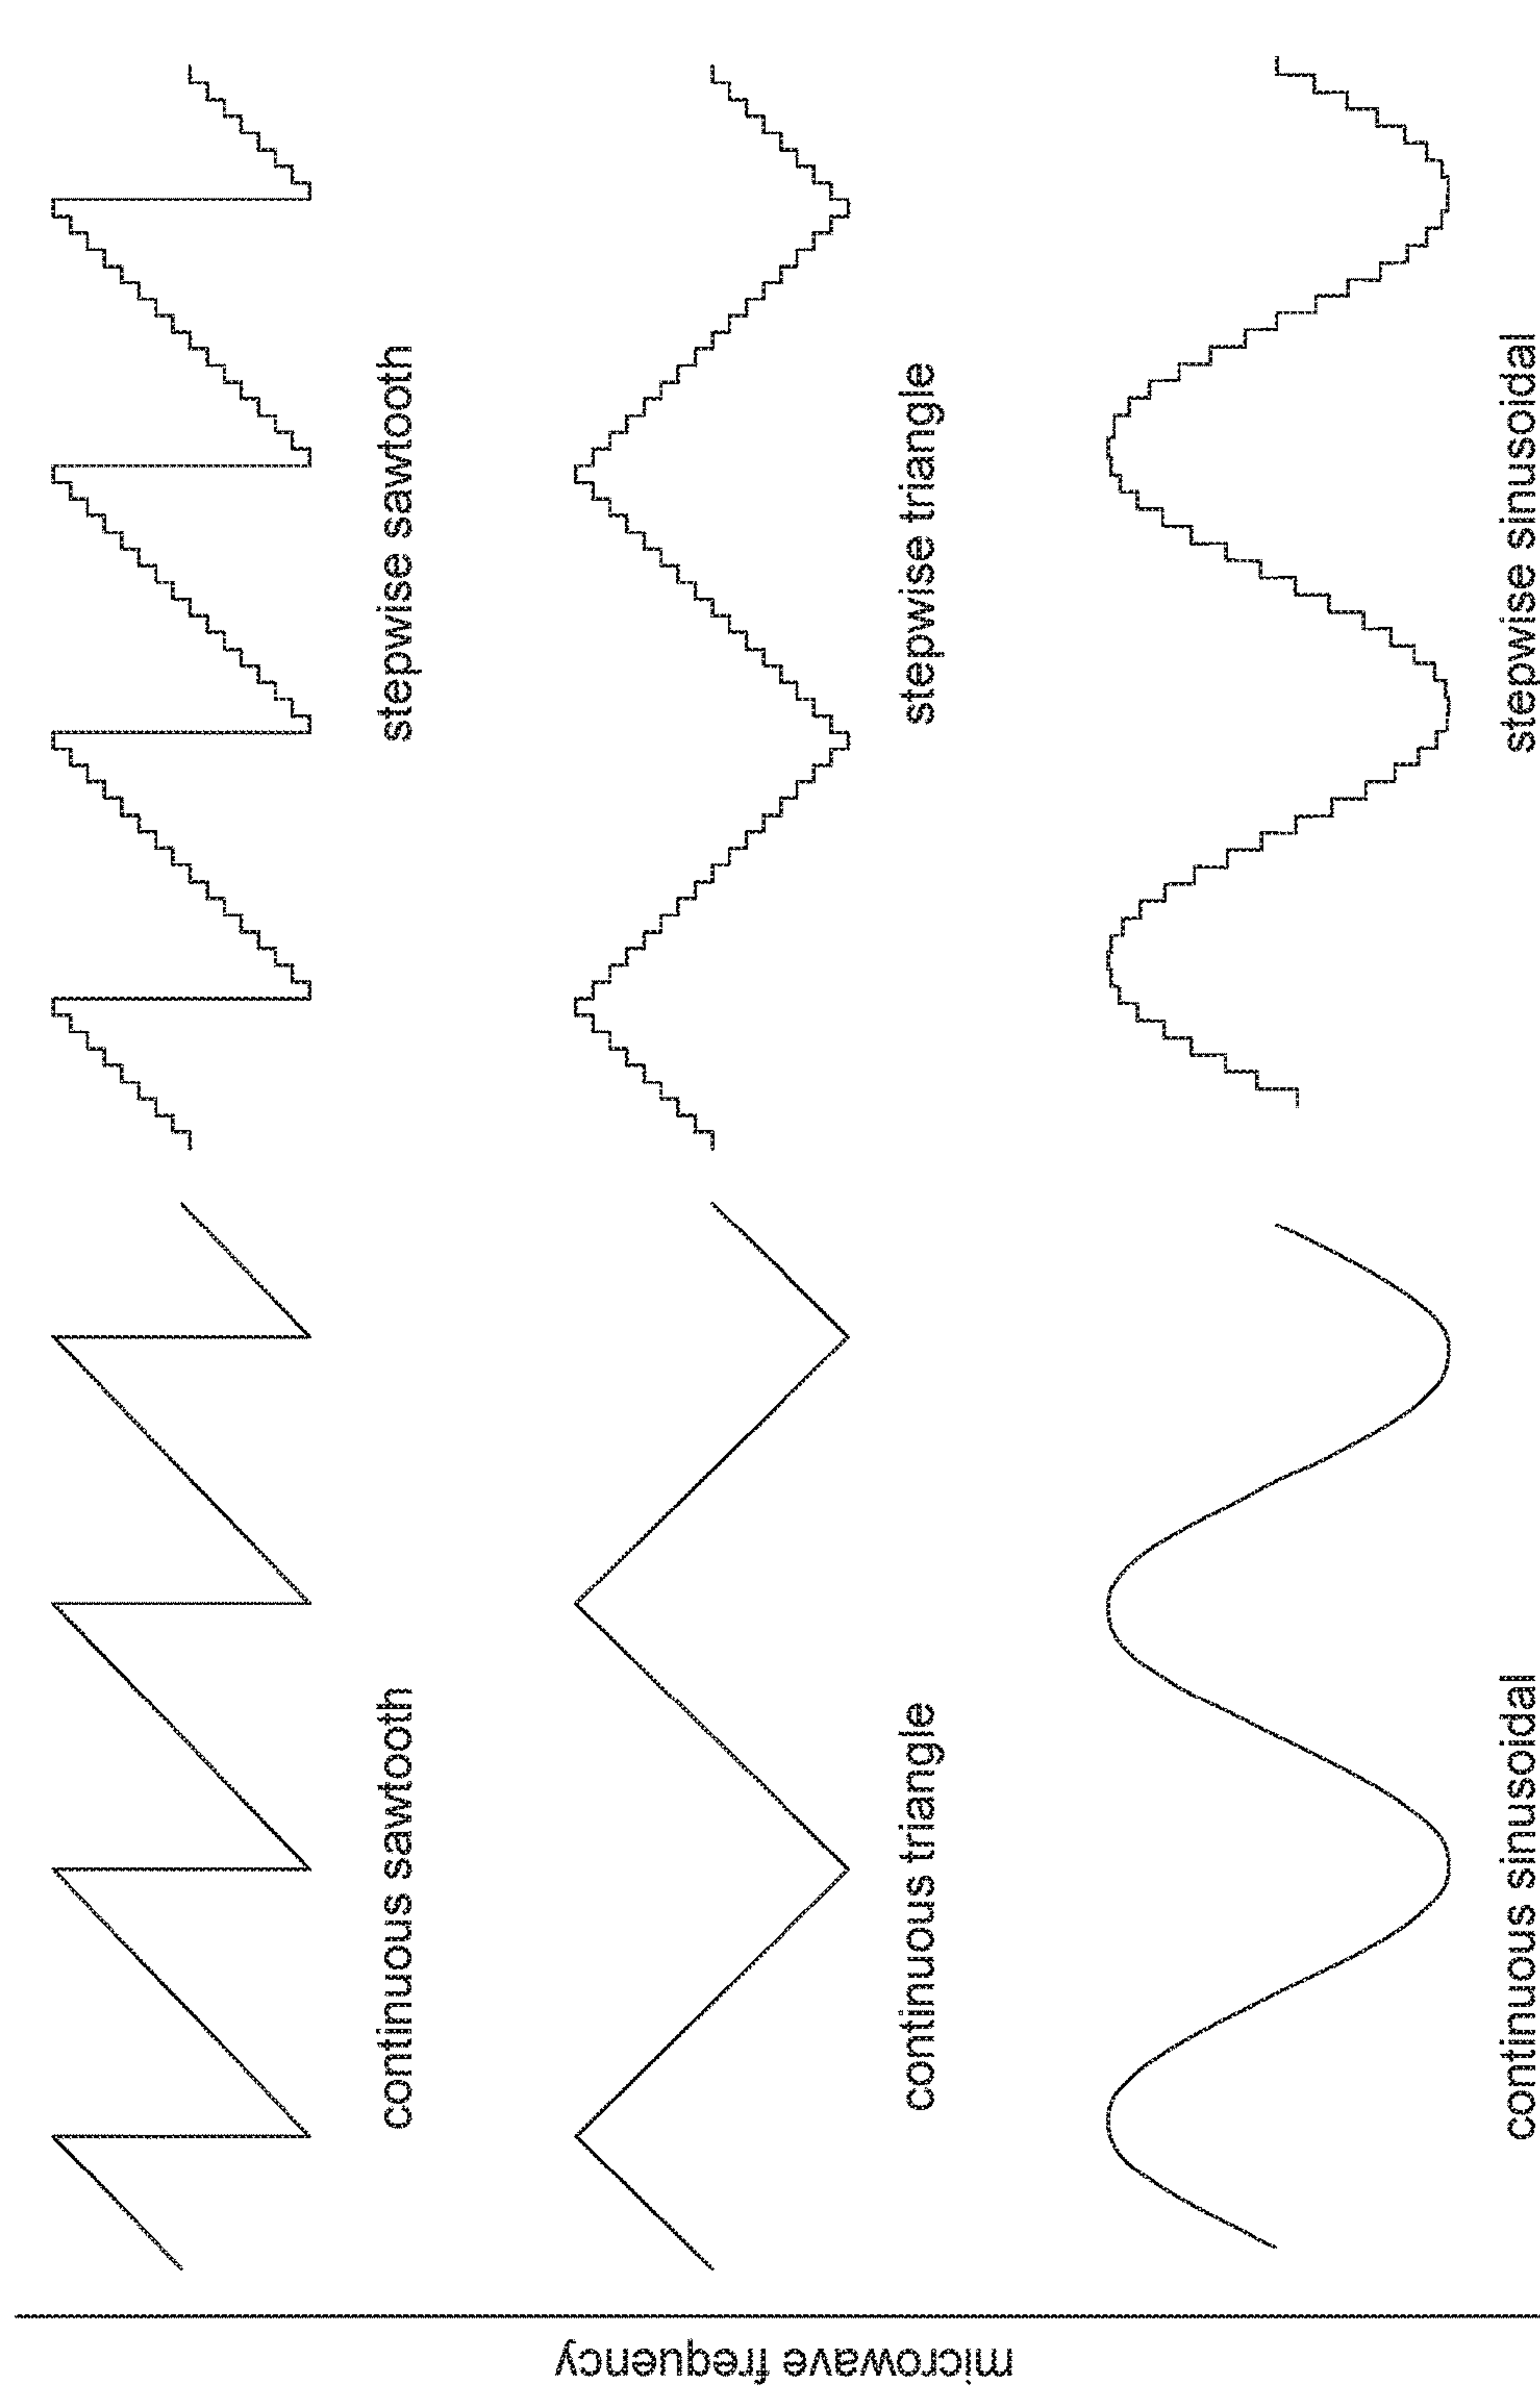 microwave frequency
continuous sawtooth
stepwise sawtooth
continuous triangle
stepwise triangle
continuous sinusoidal
stepwise sinusoidal